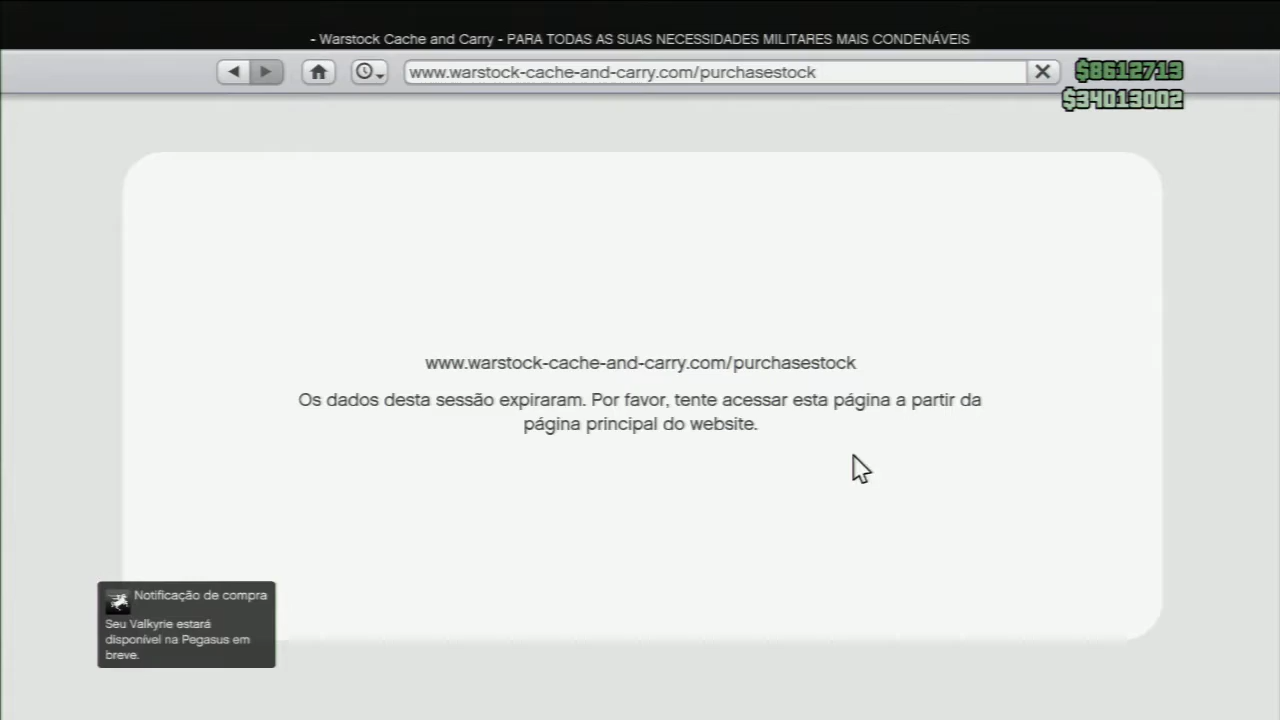 - Warstock Cache and Carry - PARA TODAS AS SUAS NECESSIDADES MILITARES MAIS CONDENÁVEIS
www.warstock-cache-and-carry.com/purchasestock
$8612713
$34013002
www.warstock-cache-and-carry.com/purchasestock
Os dados desta sessão expiraram. Por favor, tente acessar esta página a partir da
página principal do website.
Notificação de compra
Seu Valkyrie estará
disponível na Pegasus em
breve.